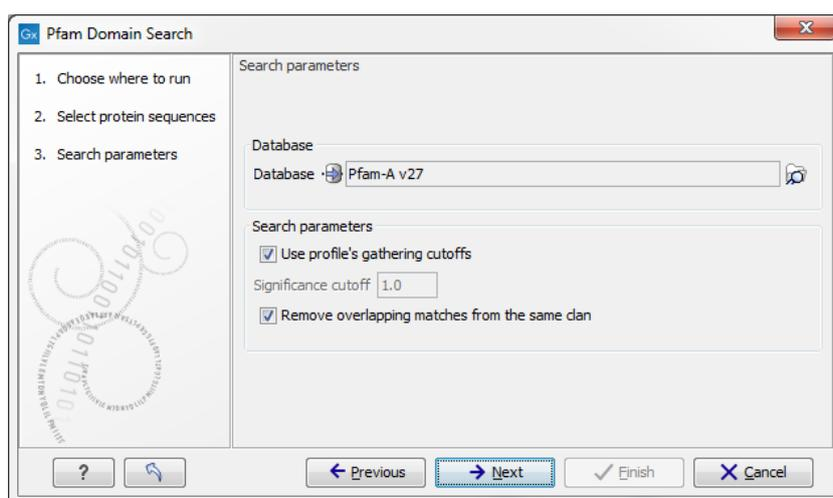 Gx Pfam Domain Search
1. Choose where to run
2. Select protein sequences
3. Search parameters
Search parameters
Database
Database Pfam-A v27
Search parameters
Use profile's gathering cutoffs
Significance cutoff 1.0
Remove overlapping matches from the same clan
? Previous Next Finish Cancel